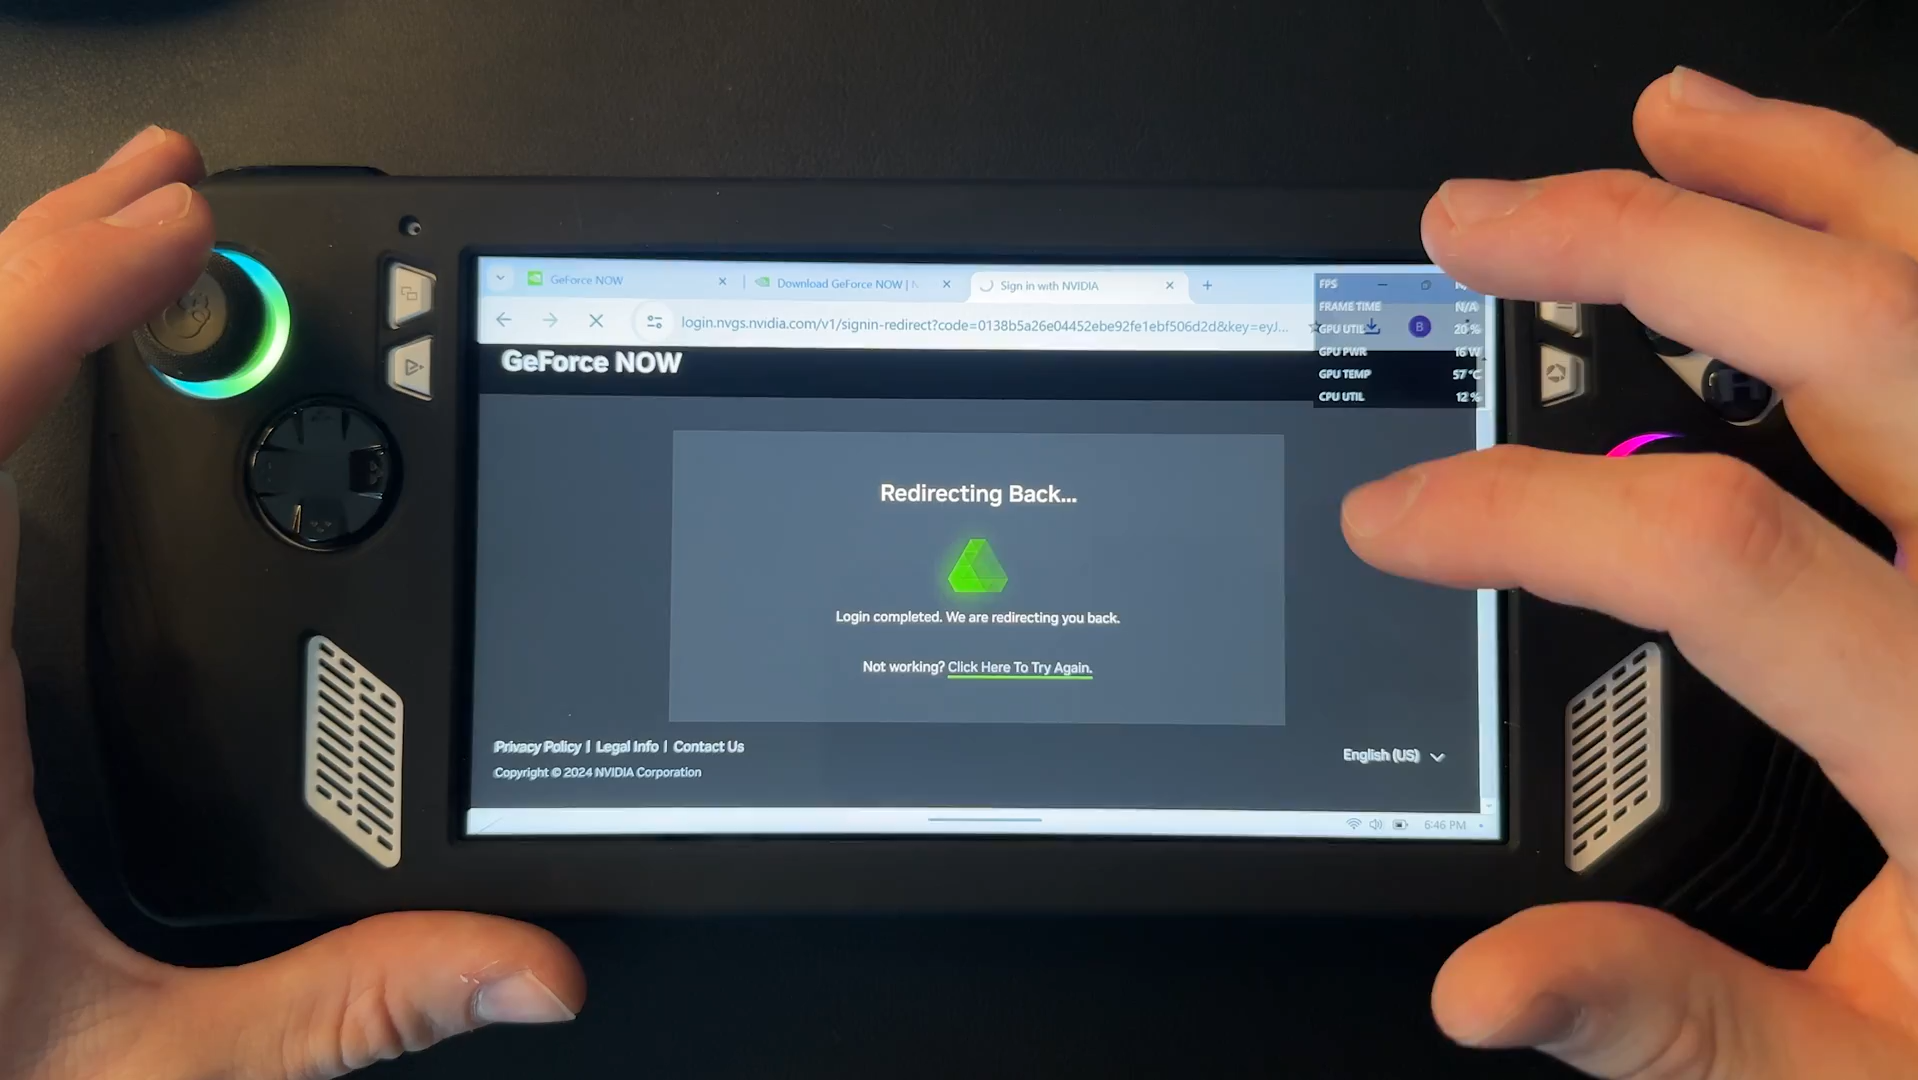 GeForce NOW
Download GeForce NOW | N
Sign in with NVIDIA
login.nvgs.nvidia.com/v1/signin-redirect?code=0138b5a26e04452ebe92fe1ebf506d2d&key=eyJ...
B
FPS
FRAME TIME N/A
GPU UTIL 20 %
GPU PWR 16 W
GPU TEMP 57 °C
CPU UTIL 12 %
GeForce NOW
Redirecting Back...
Login completed. We are redirecting you back.
Not working? Click Here To Try Again.
Privacy Policy | Legal Info | Contact Us
English (US)
Copyright © 2024 NVIDIA Corporation
6:46 PM